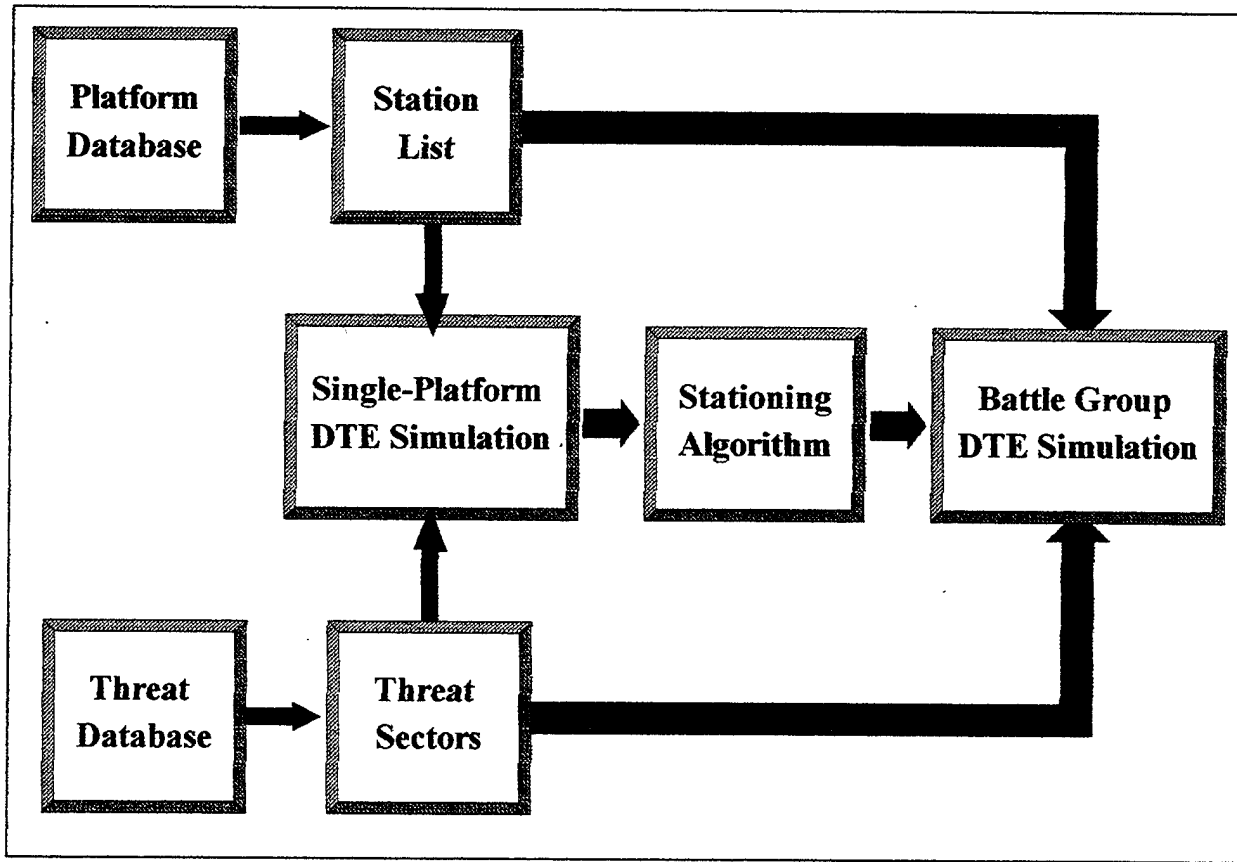 Platform
Database
Station
List
Single-Platform
DTE Simulation
Stationing
Algorithm
Battle Group
DTE Simulation
Threat
Database
Threat
Sectors